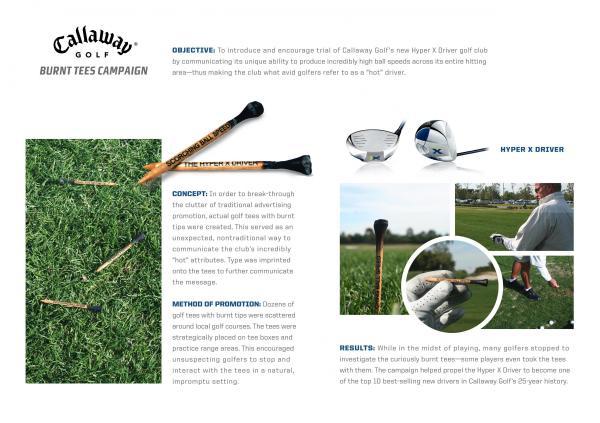 Callaway®
GOLF
BURNT TEES CAMPAIGN
OBJECTIVE: To introduce and encourage trial of Callaway Golf's new Hyper X Driver golf club
by communicating its unique ability to produce incredibly high ball speeds across its entire hitting
area—thus making the club what avid golfers refer to as a "hot" driver.
SCORCHING BALL SPEED
THE HYPER X DRIVER
HYPER X DRIVER
CONCEPT: In order to break-through
the clutter of traditional advertising
promotion, actual golf tees with burnt
tips were created. This served as an
unexpected, nontraditional way to
communicate the club's incredibly
"hot" attributes. Type was imprinted
onto the tees to further communicate
the message.
METHOD OF PROMOTION: Dozens of
golf tees with burnt tips were scattered
around local golf courses. The tees were
strategically placed on tee boxes and
practice range areas. This encouraged
unsuspecting golfers to stop and
interact with the tees in a natural,
impromptu setting.
RESULTS: While in the midst of playing, many golfers stopped to
investigate the curiously burnt tees—some players even took the tees
with them. The campaign helped propel the Hyper X Driver to become one
of the top 10 best-selling new drivers in Callaway Golf's 25-year history.